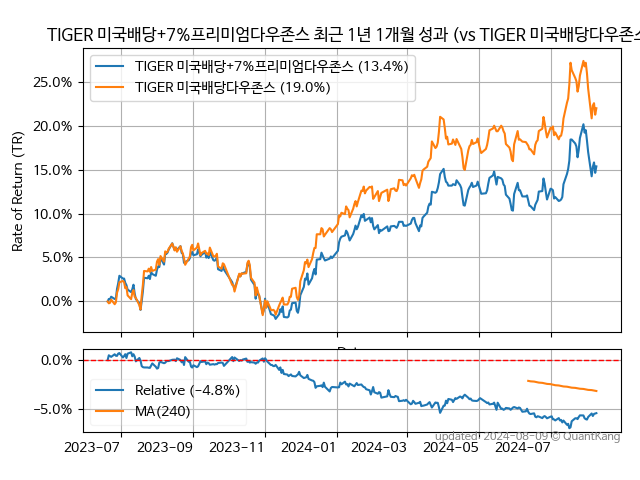 TIGER 미국배당+7%프리미엄다우존스 최근 1년 1개월 성과 (vs TIGER 미국배당다우존스
TIGER 미국배당+7%프리미엄다우존스 (13.4%)
TIGER 미국배당다우존스 (19.0%)
Rate of Return (TR)
25.0%
20.0%
15.0%
10.0%
5.0%
0.0%
0.0%
−5.0%
Relative (−4.8%)
MA(240)
updated: 2024-08-09 © QuantKang
2023-07 2023-09 2023-11 2024-01 2024-03 2024-05 2024-07